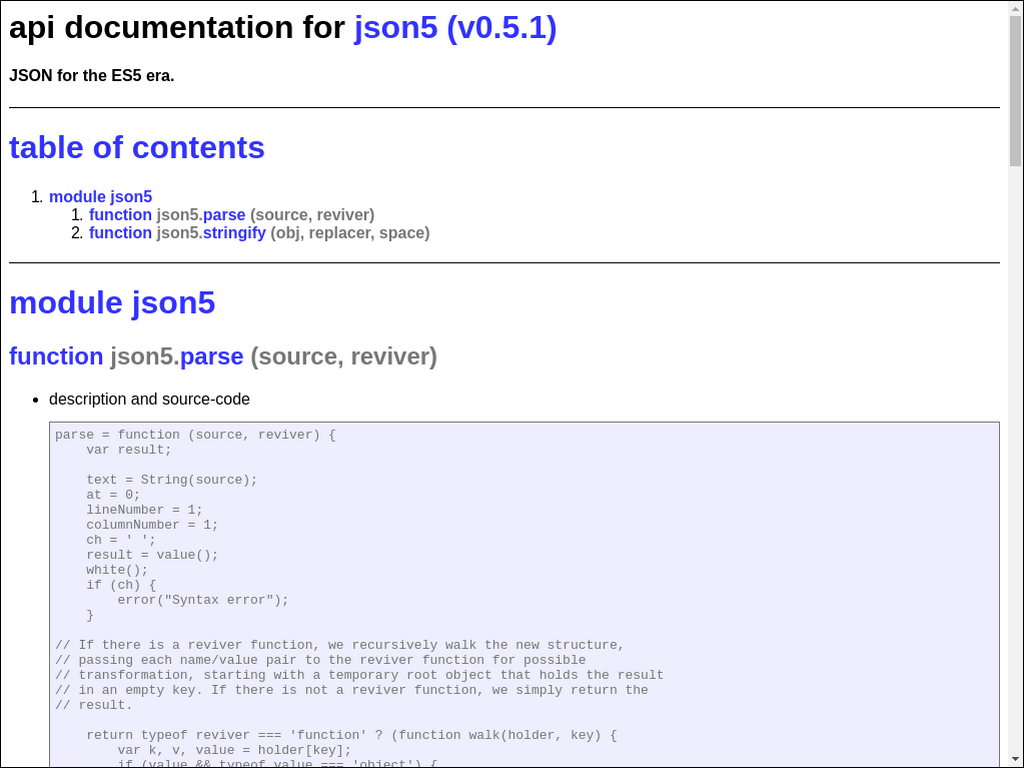 api documentation for json5 (v0.5.1)
JSON for the ES5 era.
table of contents
1. module json5
1. function json5.parse (source, reviver)
2. function json5.stringify (obj, replacer, space)
module json5
function json5.parse (source, reviver)
• description and source-code
parse = function (source, reviver) {
    var result;
    text = String(source);
    at = 0;
    lineNumber = 1;
    columnNumber = 1;
    ch = ' ';
    result = value();
    white();
    if (ch) {
        error("Syntax error");
    }
// If there is a reviver function, we recursively walk the new structure,
// passing each name/value pair to the reviver function for possible
// transformation, starting with a temporary root object that holds the result
// in an empty key. If there is not a reviver function, we simply return the
// result.
    return typeof reviver === 'function' ? (function walk(holder, key) {
        var k, v, value = holder[key];
        if (value && typeof value === 'object') {